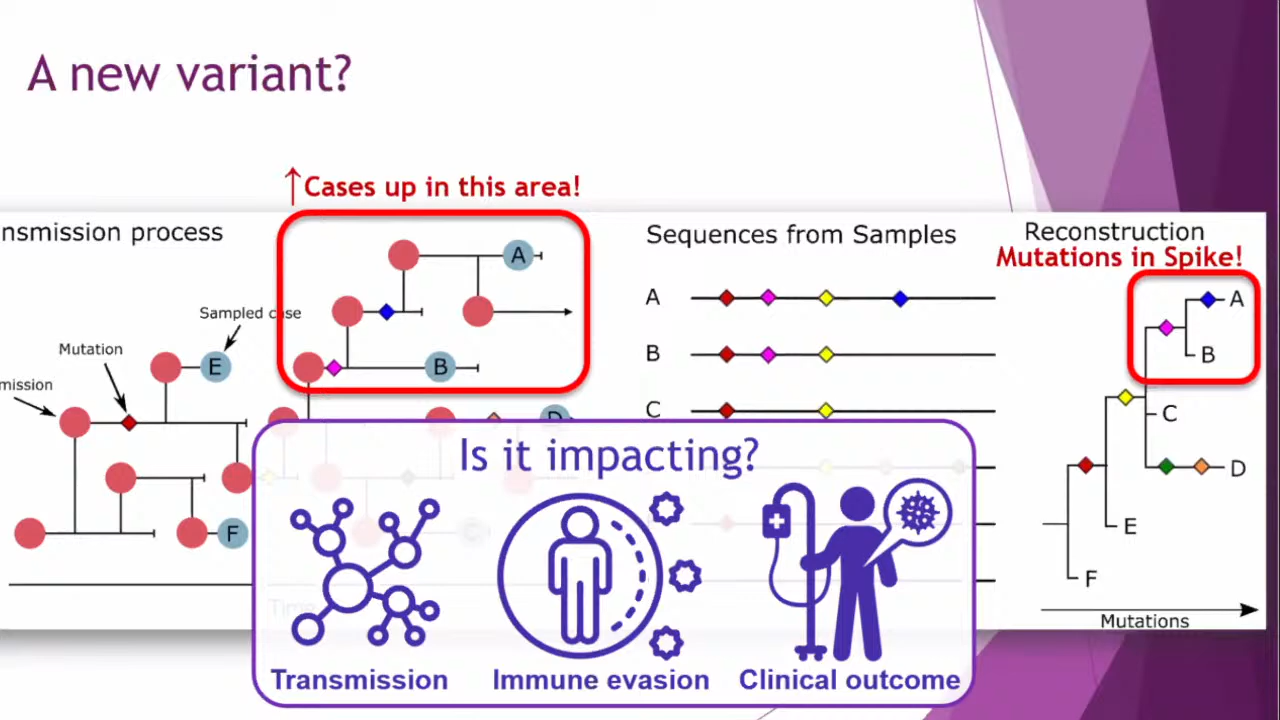 A new variant?
↑Cases up in this area!
nsmission process
Sequences from Samples
Reconstruction
Mutations in Spike!
A
A
A
Sampled case
Mutation
E
B
B
B
mission
C
C
D
D
E
F
F
C
Time
Mutations
Is it impacting?
Transmission
Immune evasion
Clinical outcome